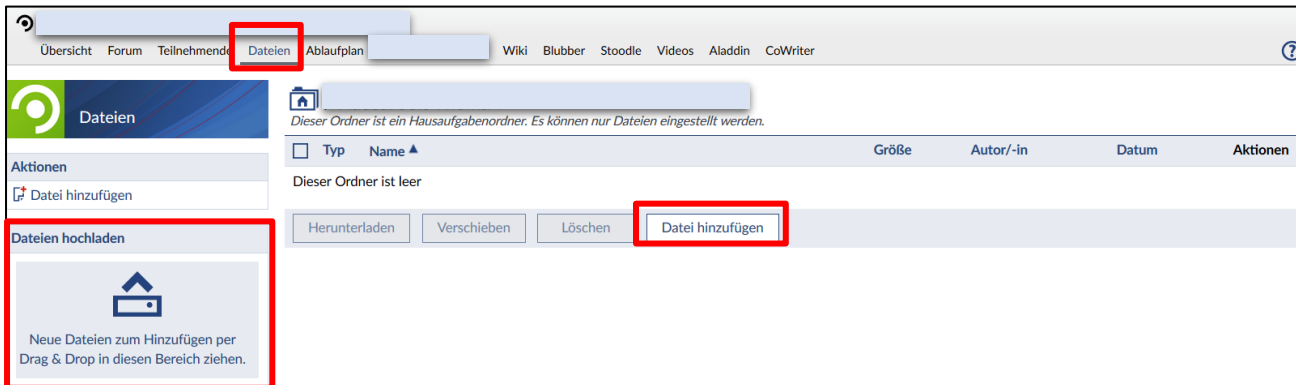 Übersicht Forum Teilnehmende Dateien Ablaufplan Wiki Blubber Stoodle Videos Aladdin CoWriter
Dateien
Dieser Ordner ist ein Hausaufgabenordner. Es können nur Dateien eingestellt werden.
Typ Name Größe Autor/-in Datum Aktionen
Dieser Ordner ist leer
Herunterladen Verschieben Löschen Datei hinzufügen
Aktionen
Datei hinzufügen
Dateien hochladen
Neue Dateien zum Hinzufügen per
Drag & Drop in diesen Bereich ziehen.